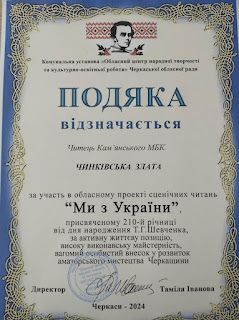 Комунальна установа «Обласний центр народної творчості
та культурно-освітньої роботи» Черкаської обласної ради
ПОДЯКА
відзначається
Читець Кам'янського МБК
ЧИНКІВСЬКА ЗЛАТА
за участь в обласному проекті сценічних читань
"Ми з України",
присвяченому 210-й річниці
від дня народження Т.Г.Шевченка,
за активну життєву позицію,
високу виконавську майстерність,
вагомий особистий внесок у розвиток
аматорського мистецтва Черкащини
Директор Таміла Іванова
Черкаси - 2024